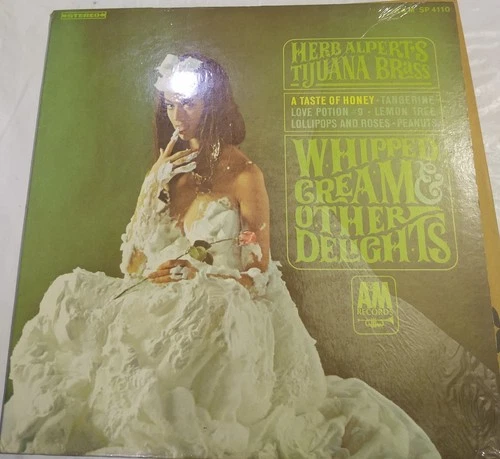 STEREO
SP 4110
HERB ALPERT'S
TIJUANA BRASS
A TASTE OF HONEY · TANGERINE
LOVE POTION #9 · LEMON TREE
LOLLIPOPS AND ROSES · PEANUTS
WHIPPED
CREAM &
OTHER
DELIGHTS
A&M
RECORDS